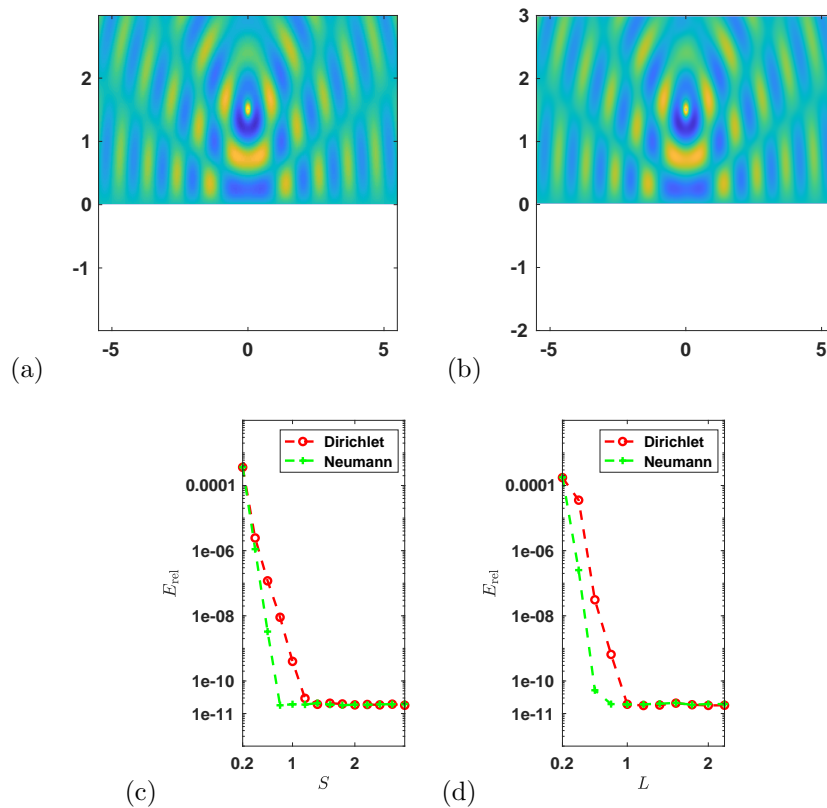 3
2
1
0
-1
-5
0
5
(a)
3
2
1
0
-1
-2
-5
0
5
(b)
Dirichlet
Neumann
0.0001
1e-06
1e-08
1e-10
1e-11
E_rel
0.2
1
2
S
(c)
Dirichlet
Neumann
0.0001
1e-06
1e-08
1e-10
1e-11
E_rel
0.2
1
2
L
(d)